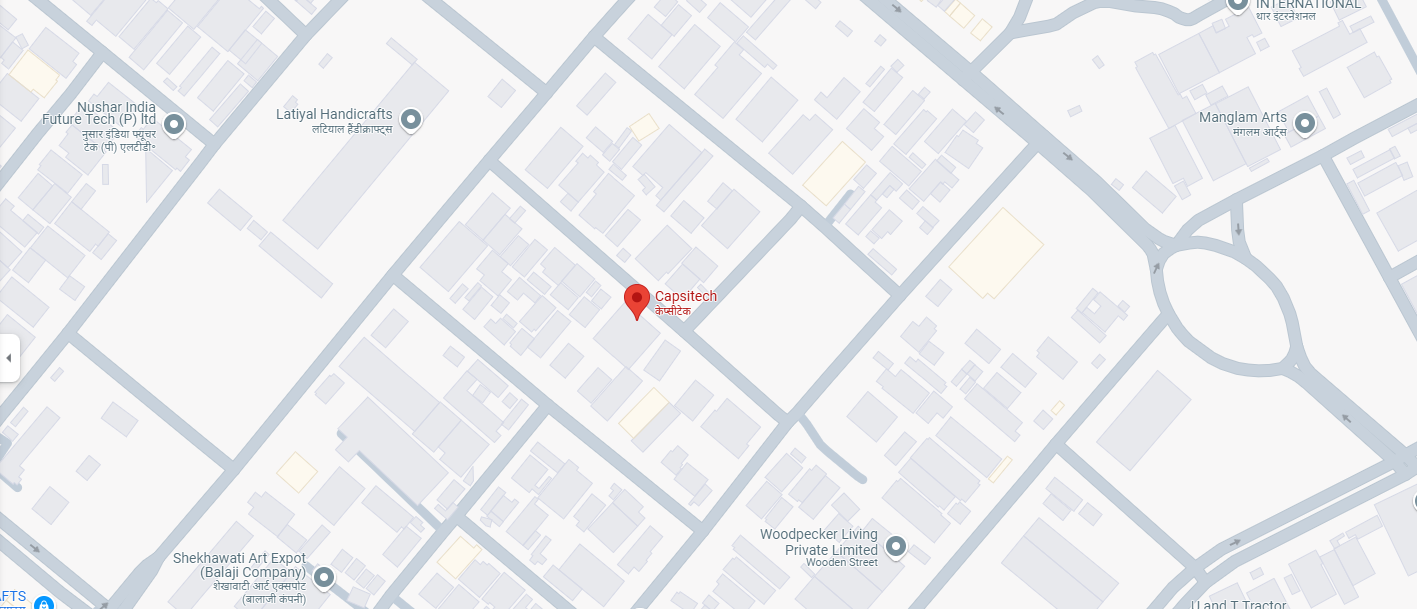 INTERNATIONAL
थार इंटरनेशनल
Nushar India
Future Tech (P) ltd
नुसार इंडिया फ्यूचर
टेक (पी) एलटीडी॰
Latiyal Handicrafts
लटियाल हैंडीक्राफ्ट्स
Manglam Arts
मंगलम आर्ट्स
Capsitech
केप्सीटेक
Woodpecker Living
Private Limited
Wooden Street
Shekhawati Art Expot
(Balaji Company)
शेखावाटी आर्ट एक्सपोट
(बालाजी कंपनी)
AFTS
U and T Tractor